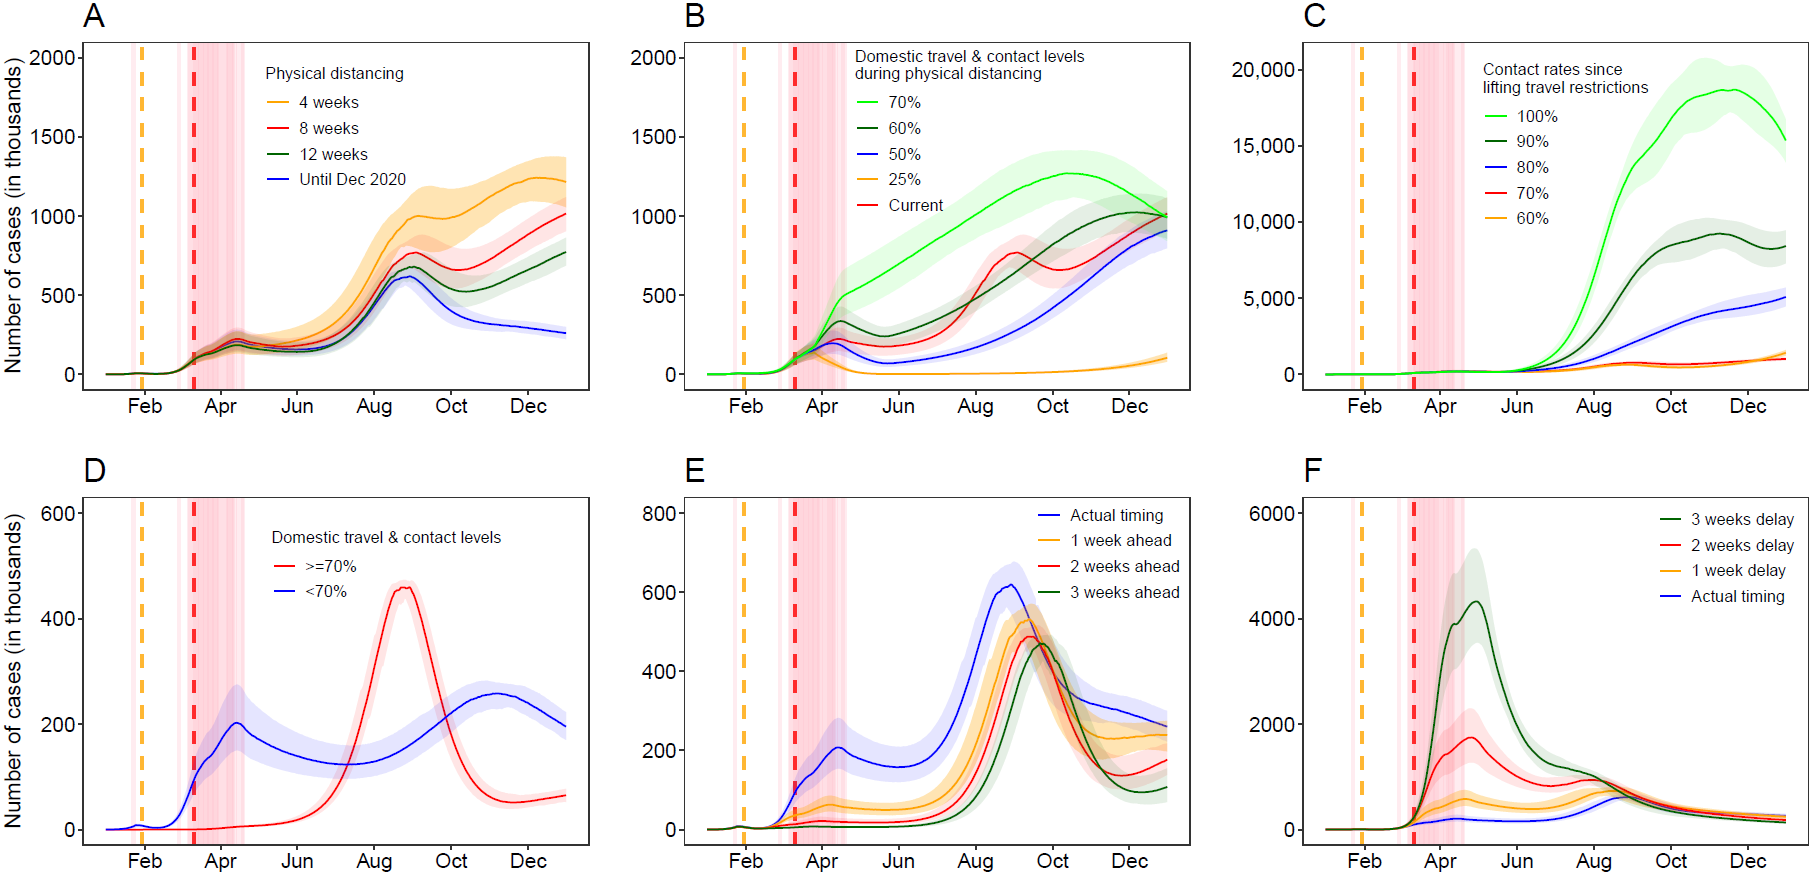 A
Number of cases (in thousands)
2000
1500
1000
500
0
Physical distancing
4 weeks
8 weeks
12 weeks
Until Dec 2020
Feb Apr Jun Aug Oct Dec
B
2000
1500
1000
500
0
Domestic travel & contact levels
during physical distancing
70%
60%
50%
25%
Current
Feb Apr Jun Aug Oct Dec
C
20,000
15,000
10,000
5,000
0
Contact rates since
lifting travel restrictions
100%
90%
80%
70%
60%
Feb Apr Jun Aug Oct Dec
D
Number of cases (in thousands)
600
400
200
0
Domestic travel & contact levels
>=70%
<70%
Feb Apr Jun Aug Oct Dec
E
800
600
400
200
0
Actual timing
1 week ahead
2 weeks ahead
3 weeks ahead
Feb Apr Jun Aug Oct Dec
F
6000
4000
2000
0
3 weeks delay
2 weeks delay
1 week delay
Actual timing
Feb Apr Jun Aug Oct Dec